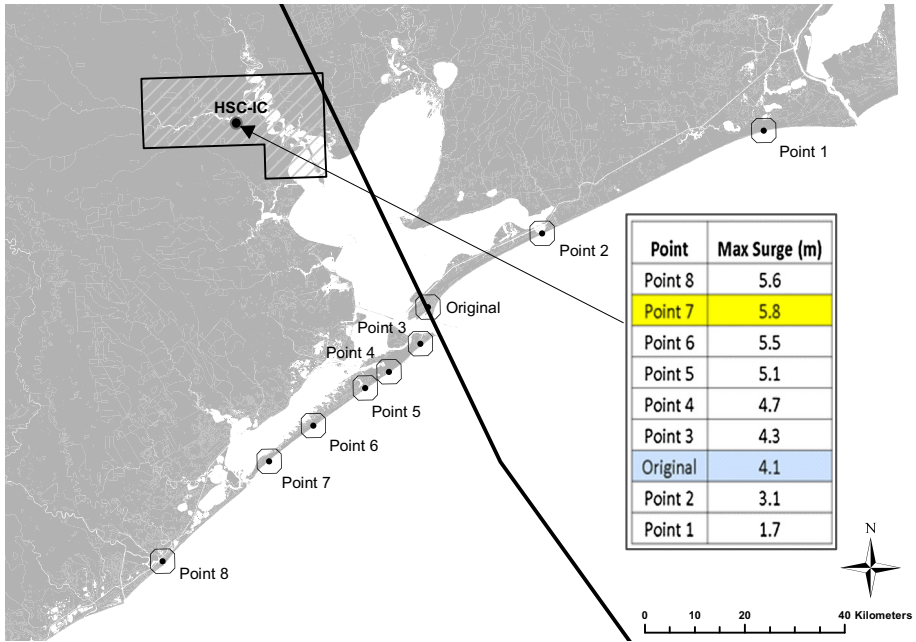 HSC-IC
Point 1
Point 2
Original
Point 3
Point 4
Point 5
Point 6
Point 7
Point 8
Point Max Surge (m)
Point 8 5.6
Point 7 5.8
Point 6 5.5
Point 5 5.1
Point 4 4.7
Point 3 4.3
Original 4.1
Point 2 3.1
Point 1 1.7
N
0 10 20 40 Kilometers